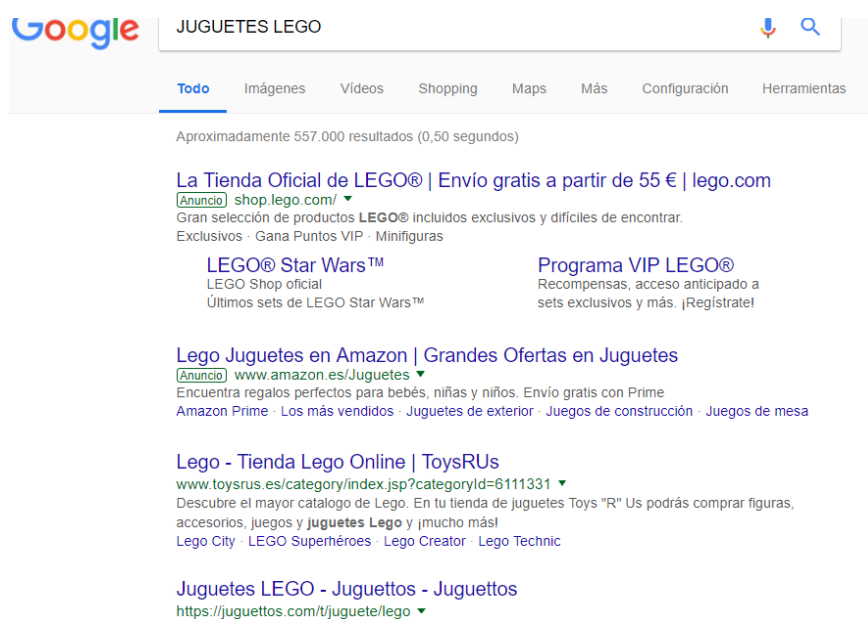 Google JUGUETES LEGO
Todo Imágenes Vídeos Shopping Maps Más Configuración Herramientas
Aproximadamente 557.000 resultados (0,50 segundos)
La Tienda Oficial de LEGO® | Envío gratis a partir de 55 € | lego.com
Anuncio shop.lego.com/
Gran selección de productos LEGO® incluidos exclusivos y difíciles de encontrar.
Exclusivos · Gana Puntos VIP · Minifiguras
LEGO® Star Wars™
LEGO Shop oficial
Últimos sets de LEGO Star Wars™
Programa VIP LEGO®
Recompensas, acceso anticipado a
sets exclusivos y más. ¡Regístrate!
Lego Juguetes en Amazon | Grandes Ofertas en Juguetes
Anuncio www.amazon.es/Juguetes
Encuentra regalos perfectos para bebés, niñas y niños. Envío gratis con Prime
Amazon Prime · Los más vendidos · Juguetes de exterior · Juegos de construcción · Juegos de mesa
Lego - Tienda Lego Online | ToysRUs
www.toysrus.es/category/index.jsp?categoryId=6111331
Descubre el mayor catalogo de Lego. En tu tienda de juguetes Toys "R" Us podrás comprar figuras,
accesorios, juegos y juguetes Lego y ¡mucho más!
Lego City · LEGO Superhéroes · Lego Creator · Lego Technic
Juguetes LEGO - Juguettos - Juguettos
https://juguettos.com/t/juguete/lego